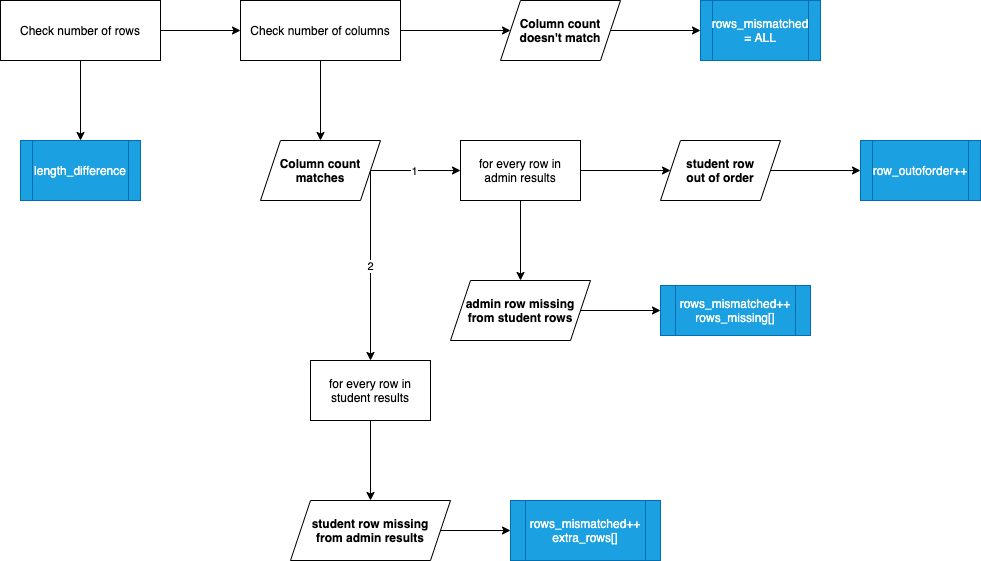 Check number of rows
Check number of columns
Column count
doesn't match
rows_mismatched
= ALL
length_difference
Column count
matches
1
for every row in
admin results
student row
out of order
row_outoforder++
2
admin row missing
from student rows
rows_mismatched++
rows_missing[]
for every row in
student results
student row missing
from admin results
rows_mismatched++
extra_rows[]